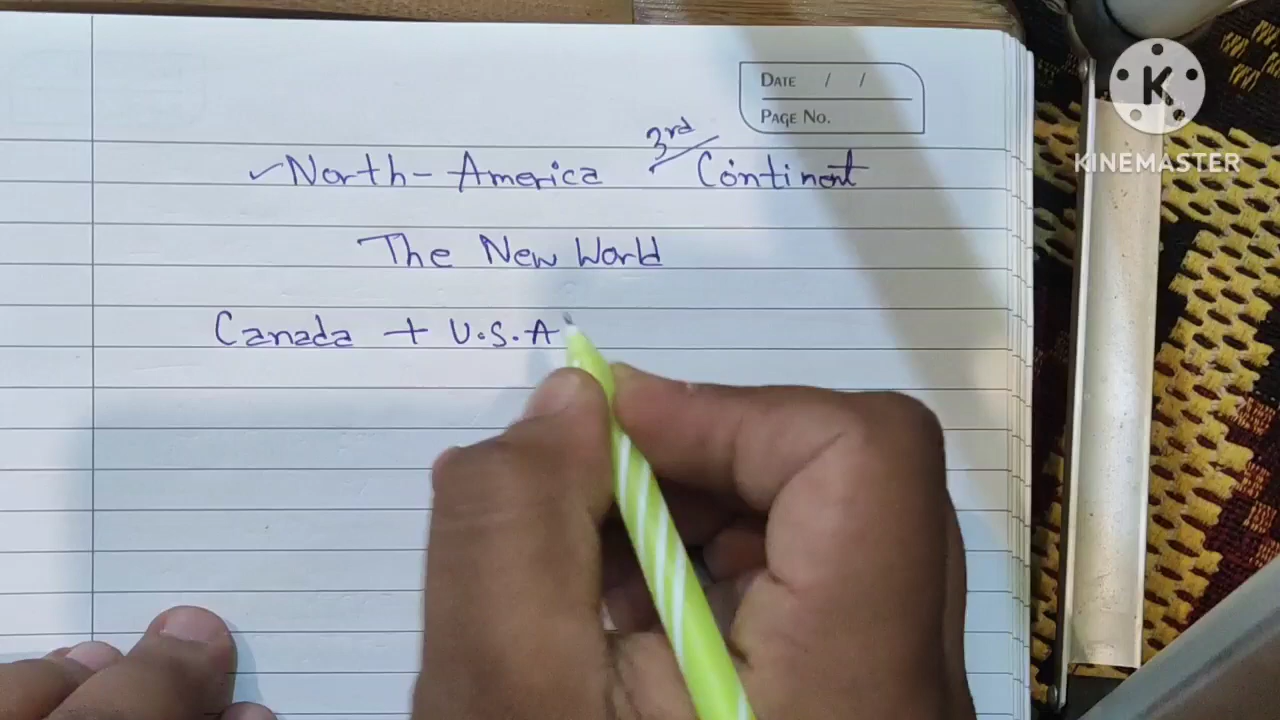 DATE / /
PAGE NO.
North-America 3rd Continent
The New World
Canada + U.S.A
K
KINEMASTER